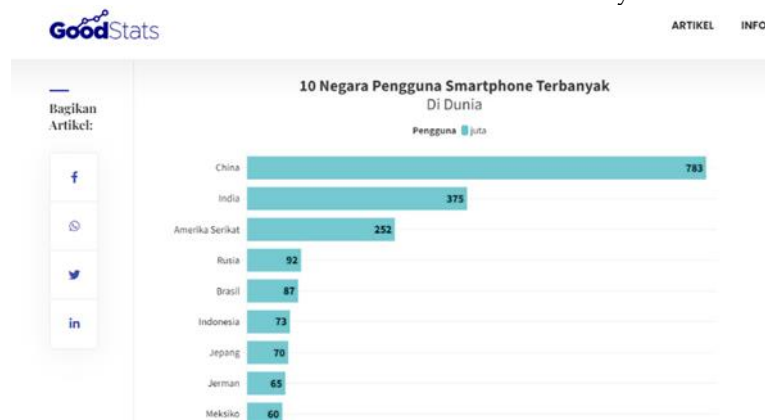 GoodStats
ARTIKEL INFO
Bagikan
Artikel:
10 Negara Pengguna Smartphone Terbanyak
Di Dunia
Pengguna juta
China 783
India 375
Amerika Serikat 252
Rusia 92
Brasil 87
Indonesia 73
Jepang 70
Jerman 65
Meksiko 60